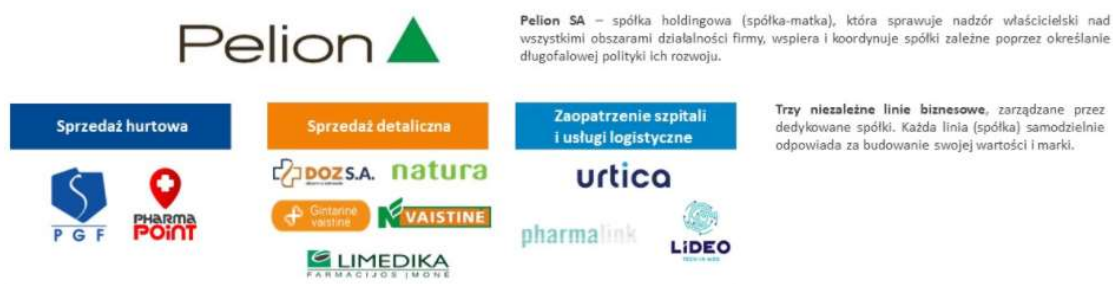 Pelion
Pelion SA – spółka holdingowa (spółka-matka), która sprawuje nadzór właścicielski nad
wszystkimi obszarami działalności firmy, wspiera i koordynuje spółki zależne poprzez określanie
długofalowej polityki ich rozwoju.
Sprzedaż hurtowa
Sprzedaż detaliczna
Zaopatrzenie szpitali
i usługi logistyczne
Trzy niezależne linie biznesowe, zarządzane przez
dedykowane spółki. Każda linia (spółka) samodzielnie
odpowiada za budowanie swojej wartości i marki.
PGF
PHaRMa
POiNT
DOZ S.A.
natura
Gintarinė
vaistinė
N VAISTINĖ
LIMEDIKA
FARMACIJOS ĮMONĖ
urtica
pharmalink
LiDEO